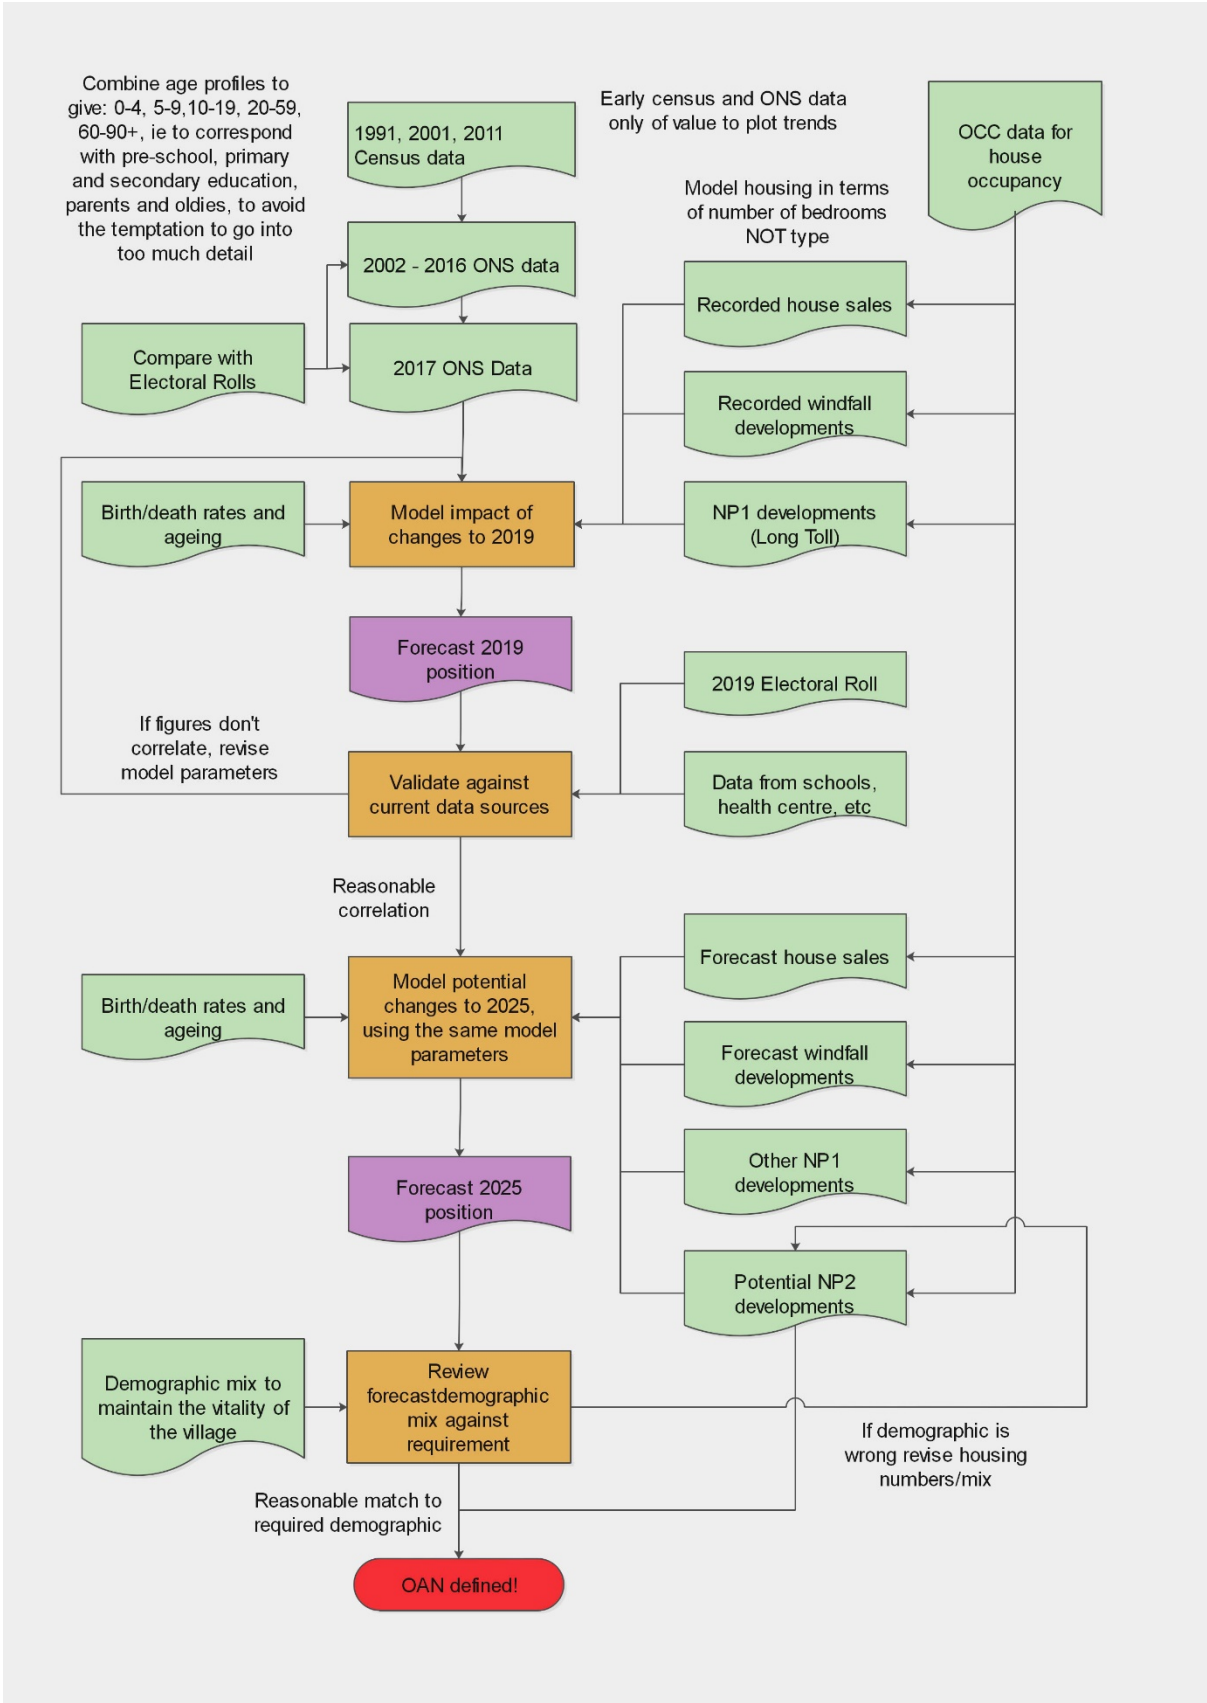 Combine age profiles to
give: 0-4, 5-9,10-19, 20-59,
60-90+, ie to correspond
with pre-school, primary
and secondary education,
parents and oldies, to avoid
the temptation to go into
too much detail
1991, 2001, 2011
Census data
Early census and ONS data
only of value to plot trends
OCC data for
house
occupancy
Model housing in terms
of number of bedrooms
NOT type
2002 - 2016 ONS data
Recorded house sales
Compare with
Electoral Rolls
2017 ONS Data
Recorded windfall
developments
Birth/death rates and
ageing
Model impact of
changes to 2019
NP1 developments
(Long Toll)
Forecast 2019
position
2019 Electoral Roll
If figures don't
correlate, revise
model parameters
Validate against
current data sources
Data from schools,
health centre, etc
Reasonable
correlation
Forecast house sales
Birth/death rates and
ageing
Model potential
changes to 2025,
using the same model
parameters
Forecast windfall
developments
Other NP1
developments
Forecast 2025
position
Potential NP2
developments
Demographic mix to
maintain the vitality of
the village
Review
forecastdemographic
mix against
requirement
If demographic is
wrong revise housing
numbers/mix
Reasonable match to
required demographic
OAN defined!